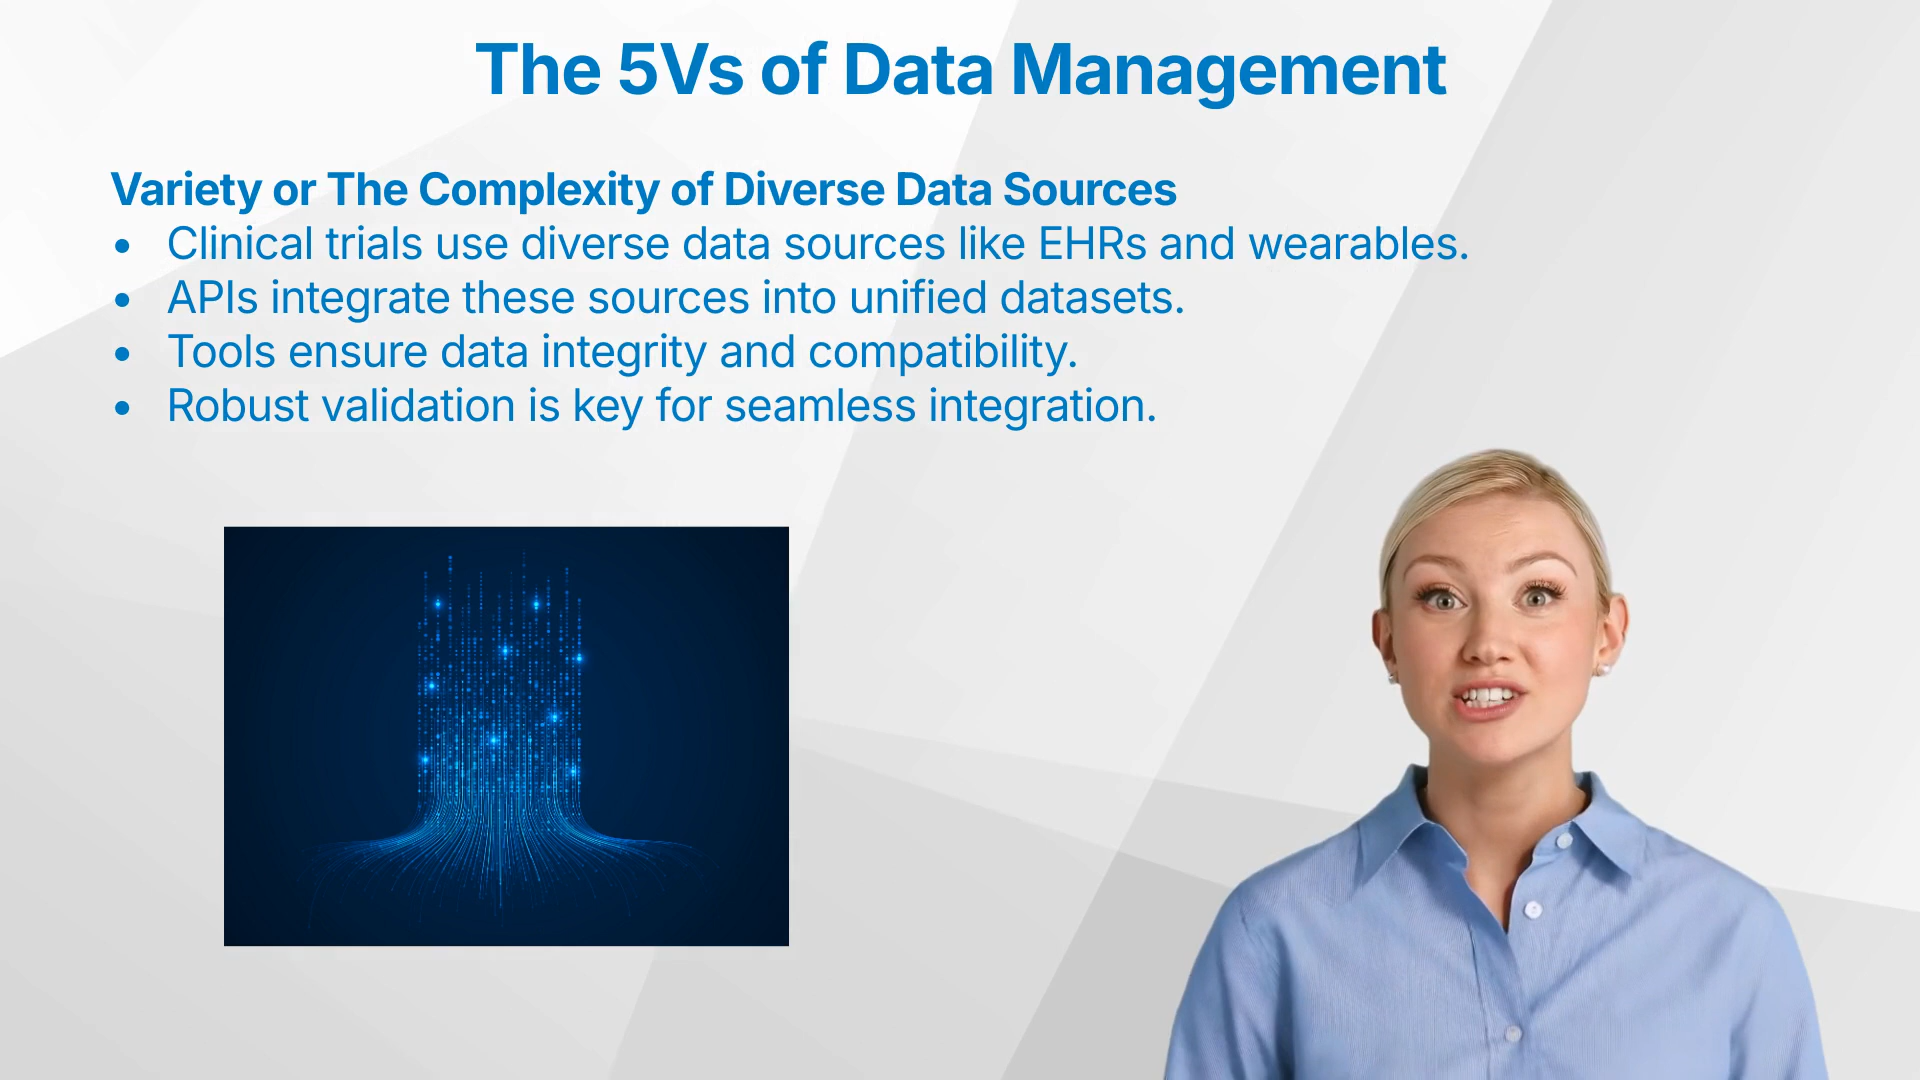 The 5Vs of Data Management
Variety or The Complexity of Diverse Data Sources
• Clinical trials use diverse data sources like EHRs and wearables.
• APIs integrate these sources into unified datasets.
• Tools ensure data integrity and compatibility.
• Robust validation is key for seamless integration.